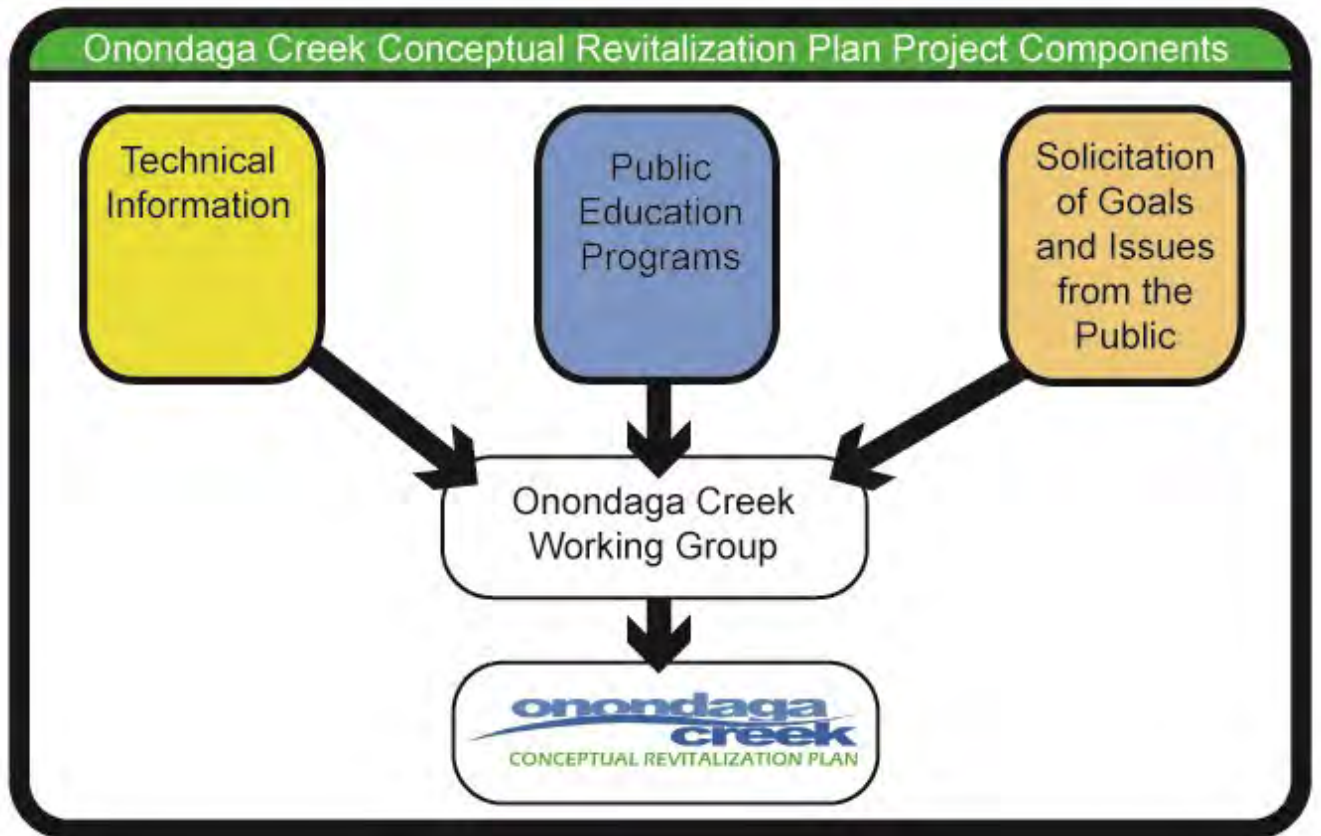 Onondaga Creek Conceptual Revitalization Plan Project Components
Technical
Information
Public
Education
Programs
Solicitation
of Goals
and Issues
from the
Public
Onondaga Creek
Working Group
onondaga
creek
CONCEPTUAL REVITALIZATION PLAN